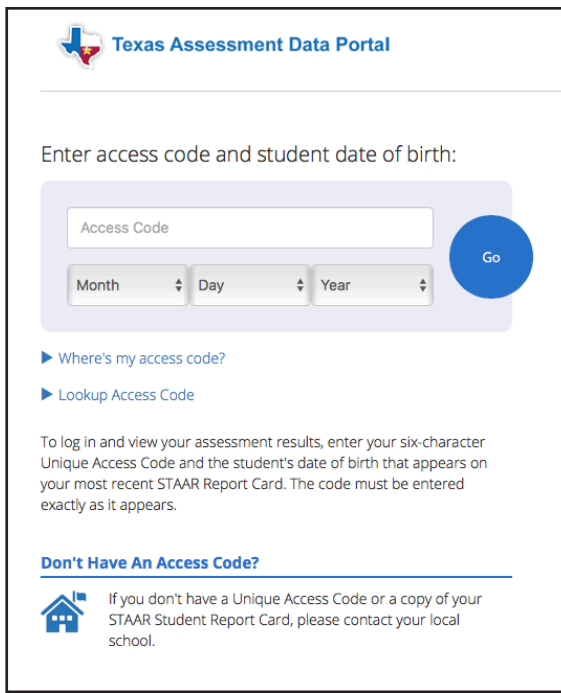 Texas Assessment Data Portal
Enter access code and student date of birth:
Access Code
Go
Month Day Year
Where's my access code?
Lookup Access Code
To log in and view your assessment results, enter your six-character
Unique Access Code and the student's date of birth that appears on
your most recent STAAR Report Card. The code must be entered
exactly as it appears.
Don't Have An Access Code?
If you don't have a Unique Access Code or a copy of your
STAAR Student Report Card, please contact your local
school.